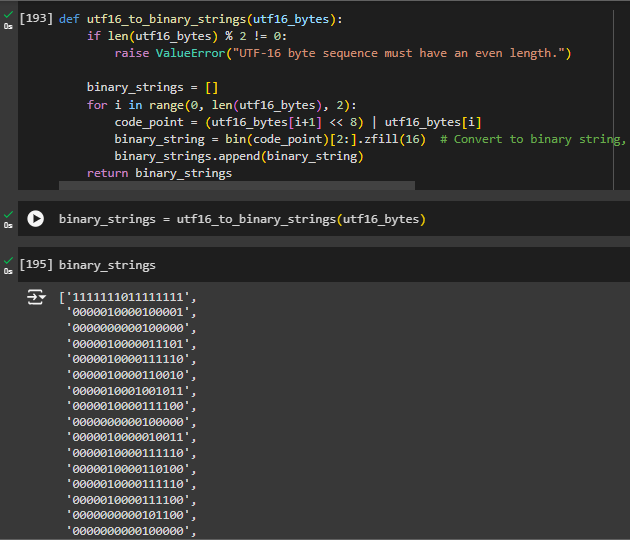 [193] def utf16_to_binary_strings(utf16_bytes):
if len(utf16_bytes) % 2 != 0:
raise ValueError("UTF-16 byte sequence must have an even length.")
binary_strings = []
for i in range(0, len(utf16_bytes), 2):
code_point = (utf16_bytes[i+1] << 8) | utf16_bytes[i]
binary_string = bin(code_point)[2:].zfill(16)  # Convert to binary string,
binary_strings.append(binary_string)
return binary_strings
0s
binary_strings = utf16_to_binary_strings(utf16_bytes)
0s
[195] binary_strings
0s
['1111111011111111',
'0000010000100001',
'0000000000100000',
'0000010000011101',
'0000010000111110',
'0000010000110010',
'0000010001001011',
'0000010000111100',
'0000000000100000',
'0000010000010011',
'0000010000111110',
'0000010000110100',
'0000010000111110',
'0000010000111100',
'0000000000101100',
'0000000000100000',